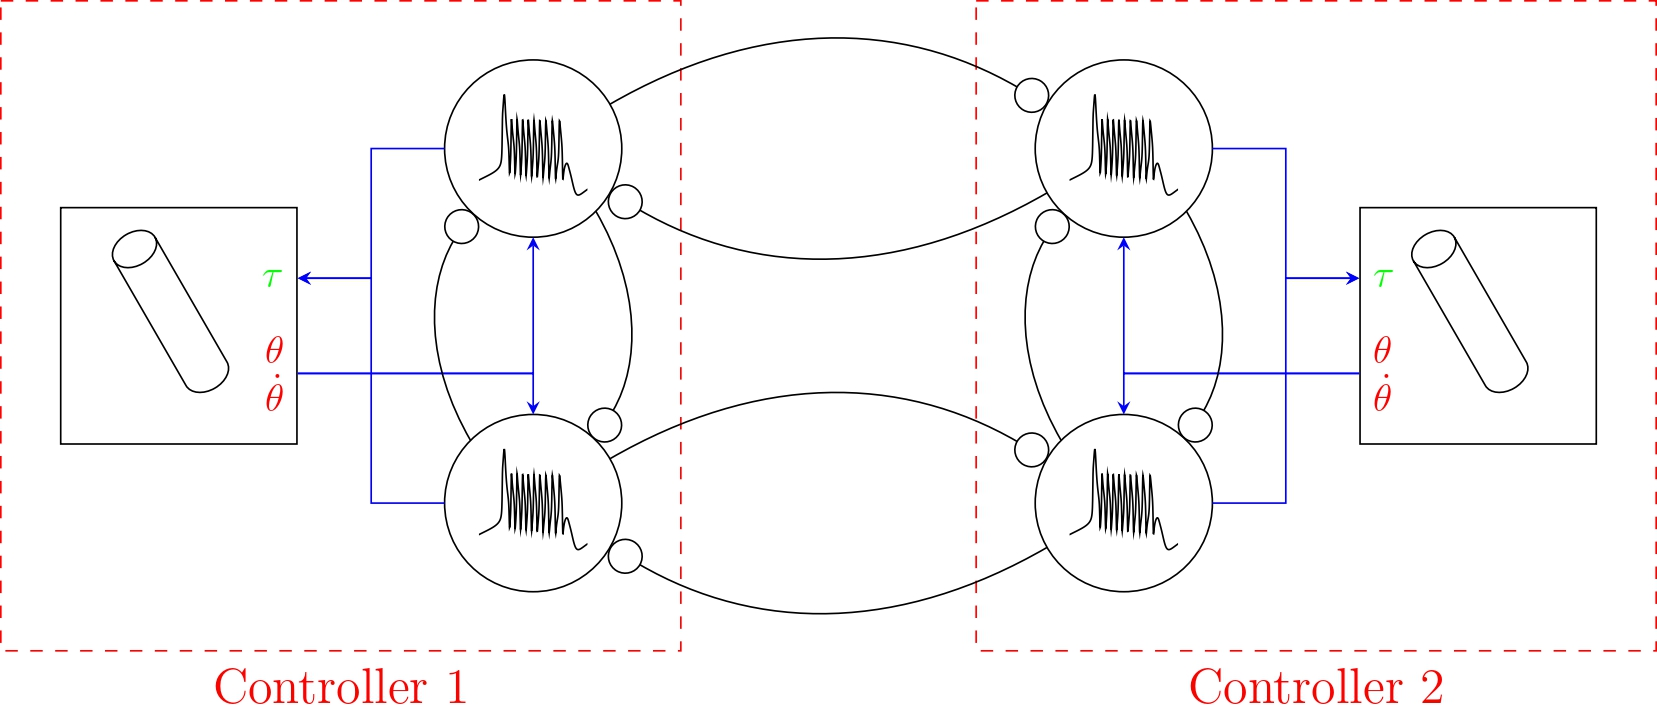 τ
θ
θ̇
τ
θ
θ̇
Controller 1
Controller 2